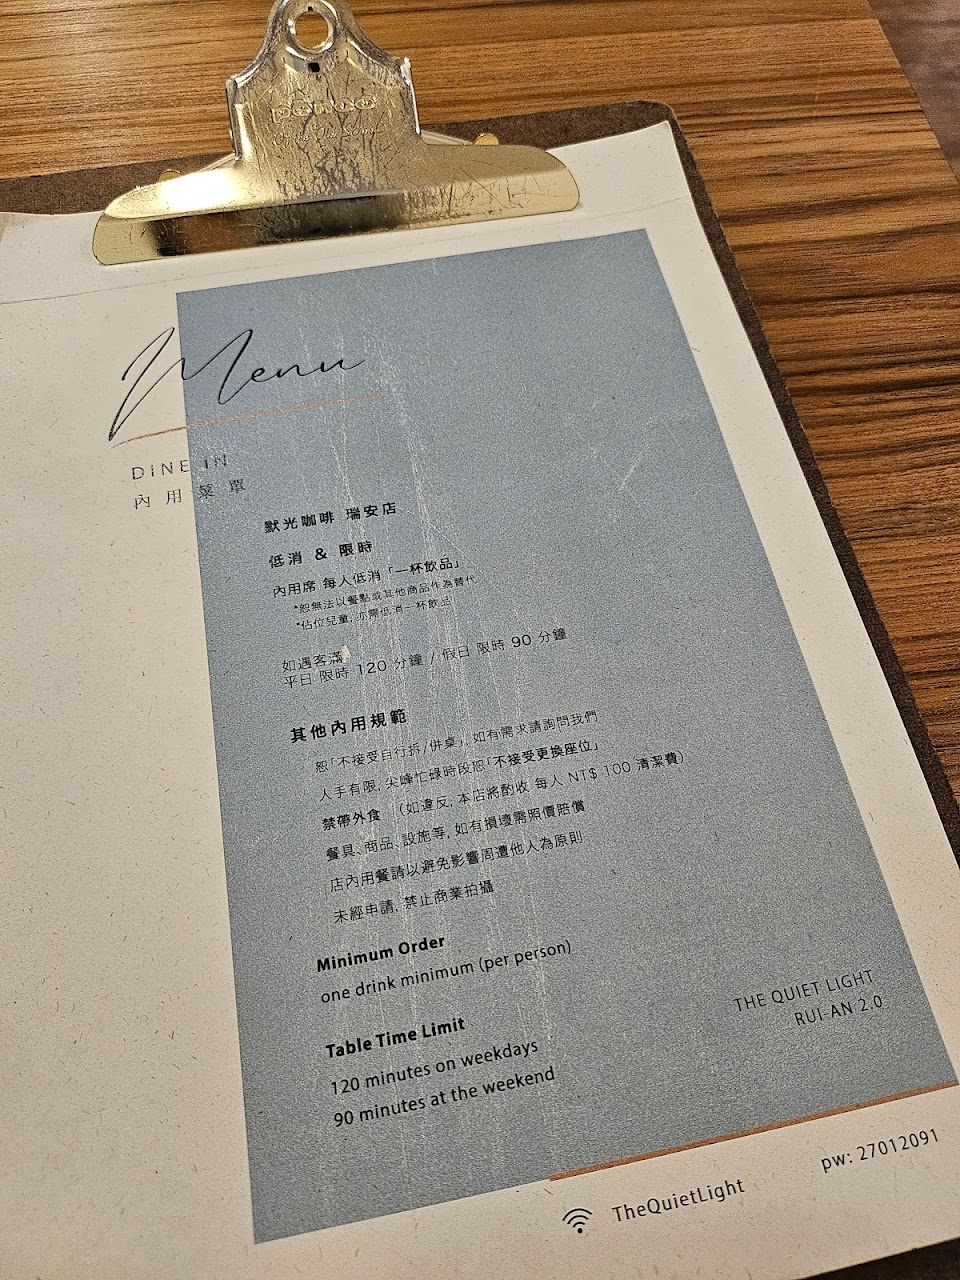 penco
Menu
DINE IN
內用菜單
默光咖啡 瑞安店
低消 & 限時
內用席 每人低消「一杯飲品」
*恕無法以餐點或其他商品作為替代
*佔位兒童, 亦需低消一杯飲品
如遇客滿
平日 限時 120 分鐘 / 假日 限時 90 分鐘
其他內用規範
恕「不接受自行拆/併桌」, 如有需求請詢問我們
人手有限, 尖峰忙碌時段恕「不接受更換座位」
禁帶外食 (如違反, 本店將酌收 每人 NT$ 100 清潔費)
餐具、商品、設施等, 如有損壞需照價賠償
店內用餐請以避免影響周遭他人為原則
未經申請, 禁止商業拍攝
Minimum Order
one drink minimum (per person)
Table Time Limit
120 minutes on weekdays
90 minutes at the weekend
THE QUIET LIGHT
RUI-AN 2.0
TheQuietLight
pw: 27012091